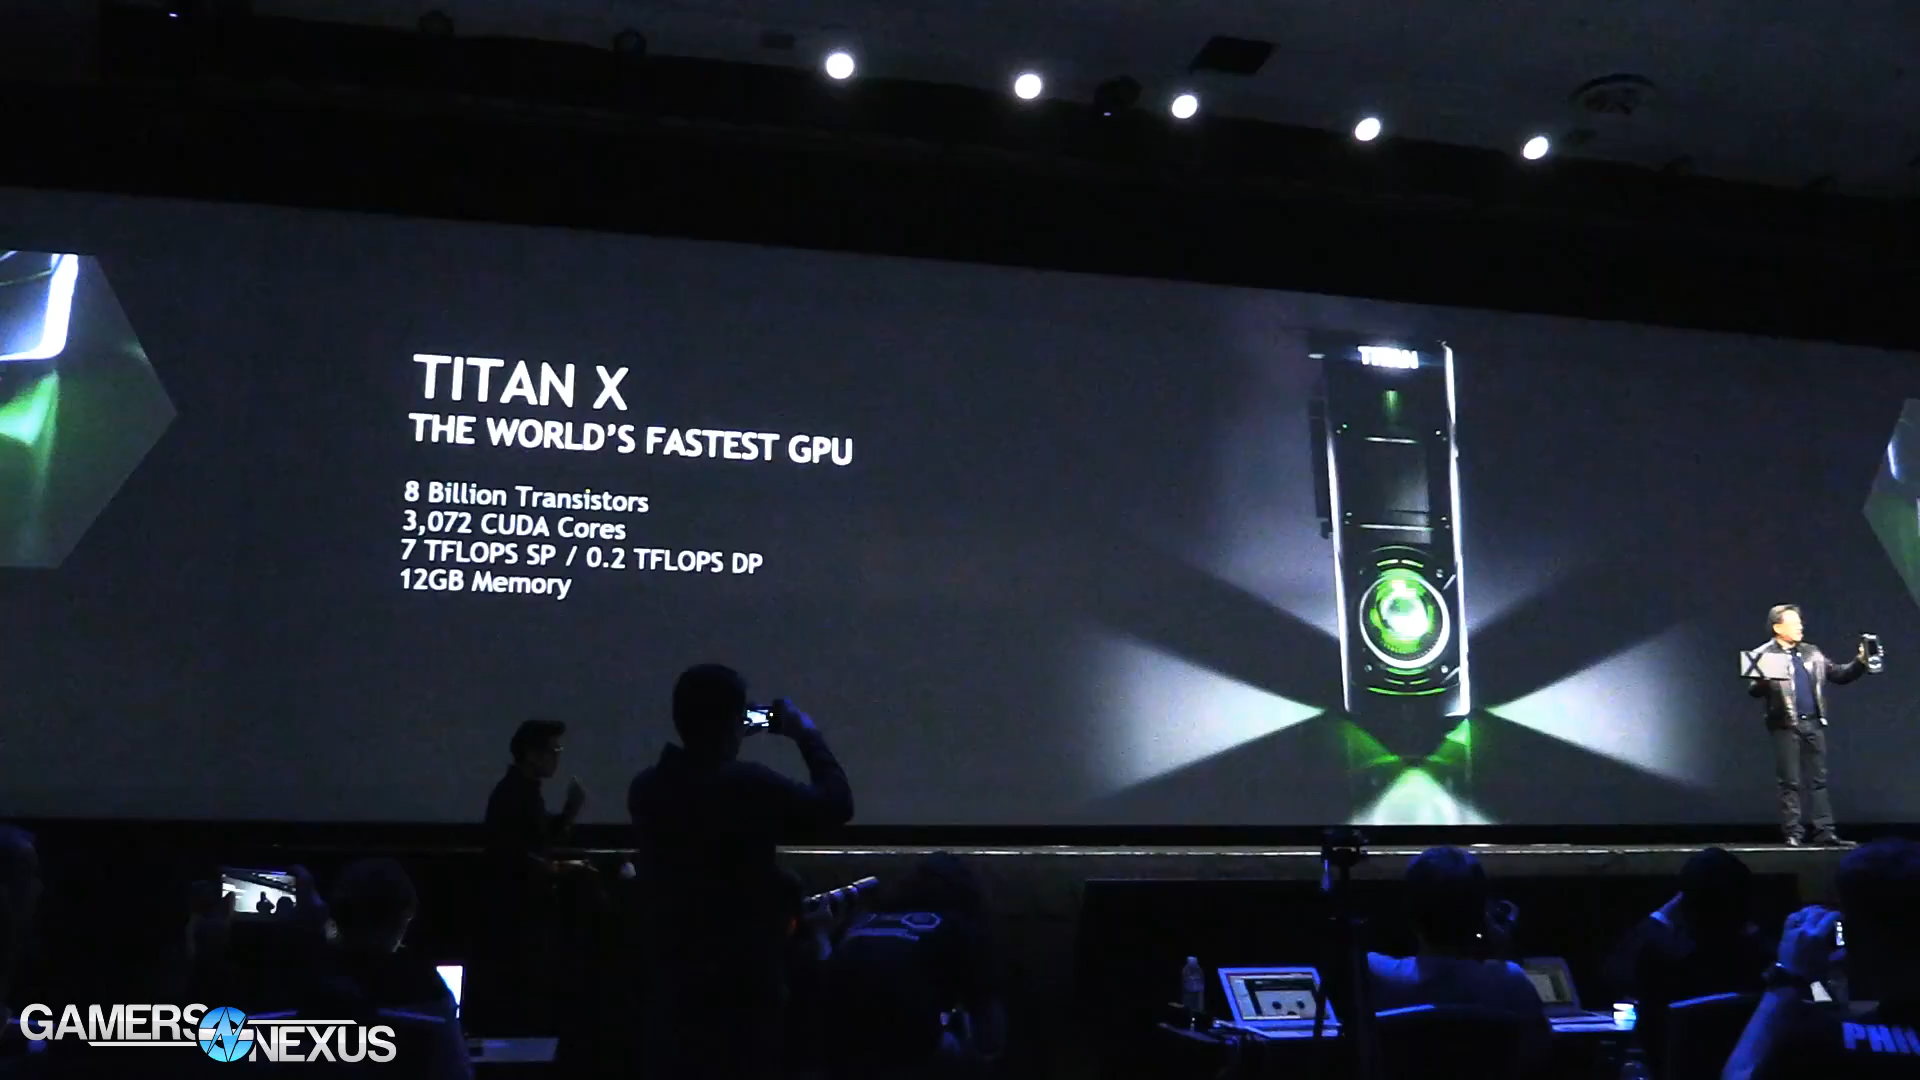 TITAN
TITAN X
THE WORLD'S FASTEST GPU
8 Billion Transistors
3,072 CUDA Cores
7 TFLOPS SP / 0.2 TFLOPS DP
12GB Memory
X
GAMERS NEXUS